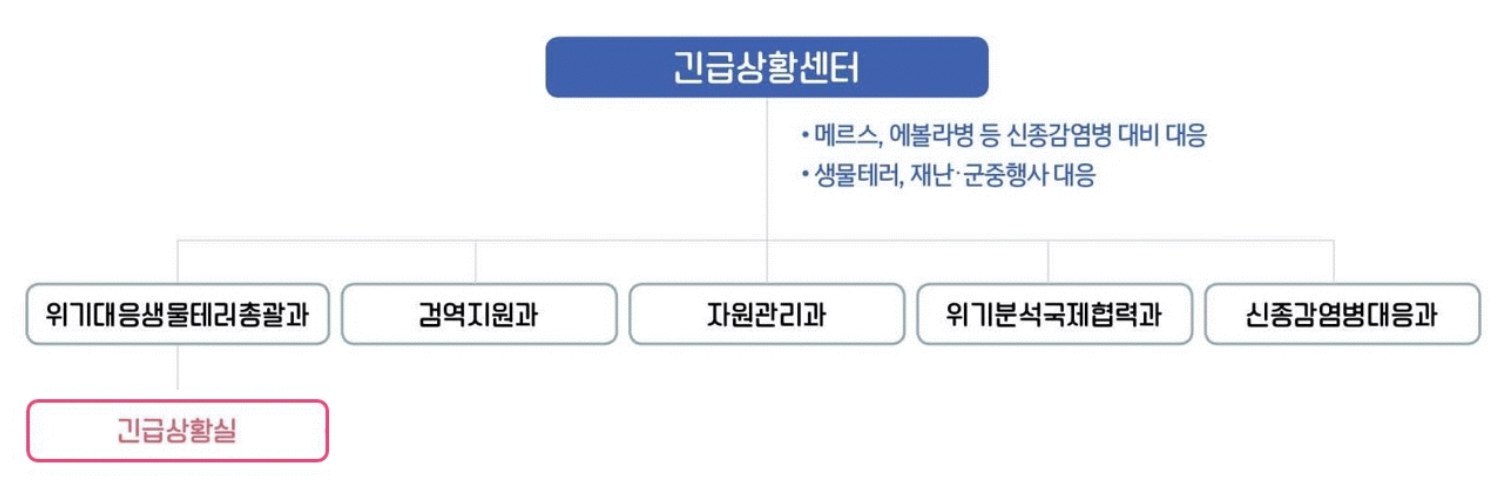 긴급상황센터
• 메르스, 에볼라병 등 신종감염병 대비 대응
• 생물테러, 재난·군중행사 대응
위기대응생물테러총괄과
검역지원과
자원관리과
위기분석국제협력과
신종감염병대응과
긴급상황실